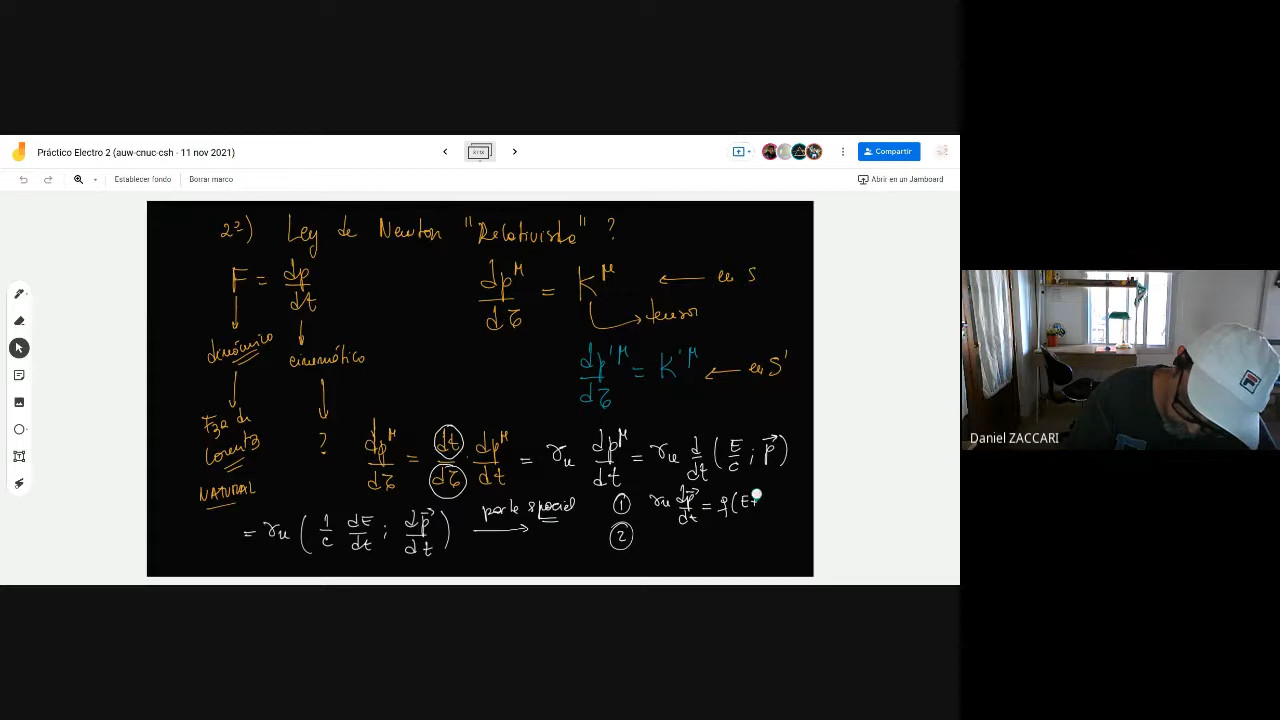 Práctico Electro 2 (auw-cnuc-csh - 11 nov 2021)
Compartir
Establecer fondo
Borrar marco
Abrir en un Jamboard
2º) Ley de Newton "Relativista" ?
F = dp/dt
dp^μ/dτ = K^μ ← en S
tensor
dinámico
cinemático
dp'^μ/dτ = K'^μ ← en S'
Fza de Lorentz
?
NATURAL
dp^μ/dτ = dt/dτ · dp^μ/dt = γu dp^μ/dt = γu d/dt (E/c ; p⃗)
= γu (1/c dE/dt ; dp⃗/dt) parte spacial →
① γu dp⃗/dt = q(E+
②
Daniel ZACCARI
FILA